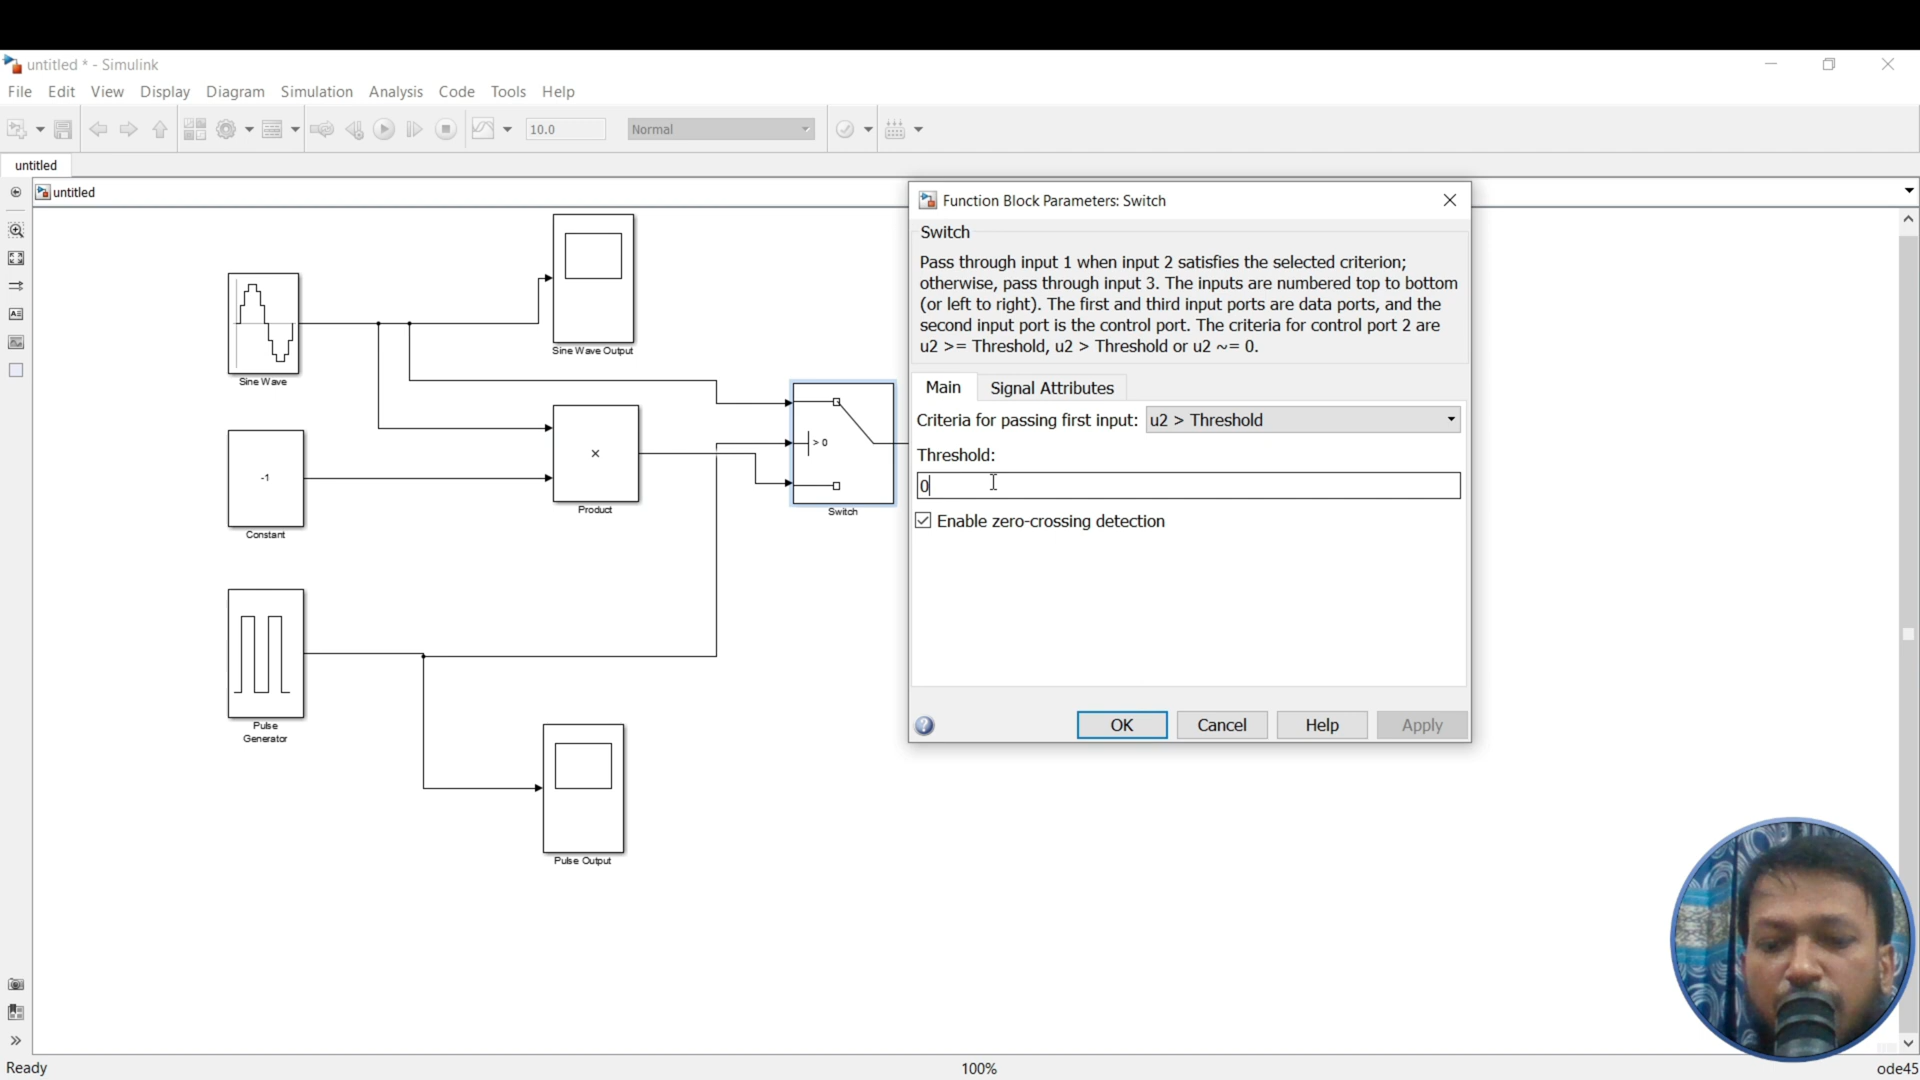 untitled * - Simulink
File Edit View Display Diagram Simulation Analysis Code Tools Help
10.0 Normal
untitled
untitled
Sine Wave Output
Sine Wave
× 
Product
-1
Constant
> 0
Switch
Pulse
Generator
Pulse Output
Function Block Parameters: Switch
Switch
Pass through input 1 when input 2 satisfies the selected criterion;
otherwise, pass through input 3. The inputs are numbered top to bottom
(or left to right). The first and third input ports are data ports, and the
second input port is the control port. The criteria for control port 2 are
u2 >= Threshold, u2 > Threshold or u2 ~= 0.
Main Signal Attributes
Criteria for passing first input: u2 > Threshold
Threshold:
0
Enable zero-crossing detection
OK Cancel Help Apply
Ready 100% ode45